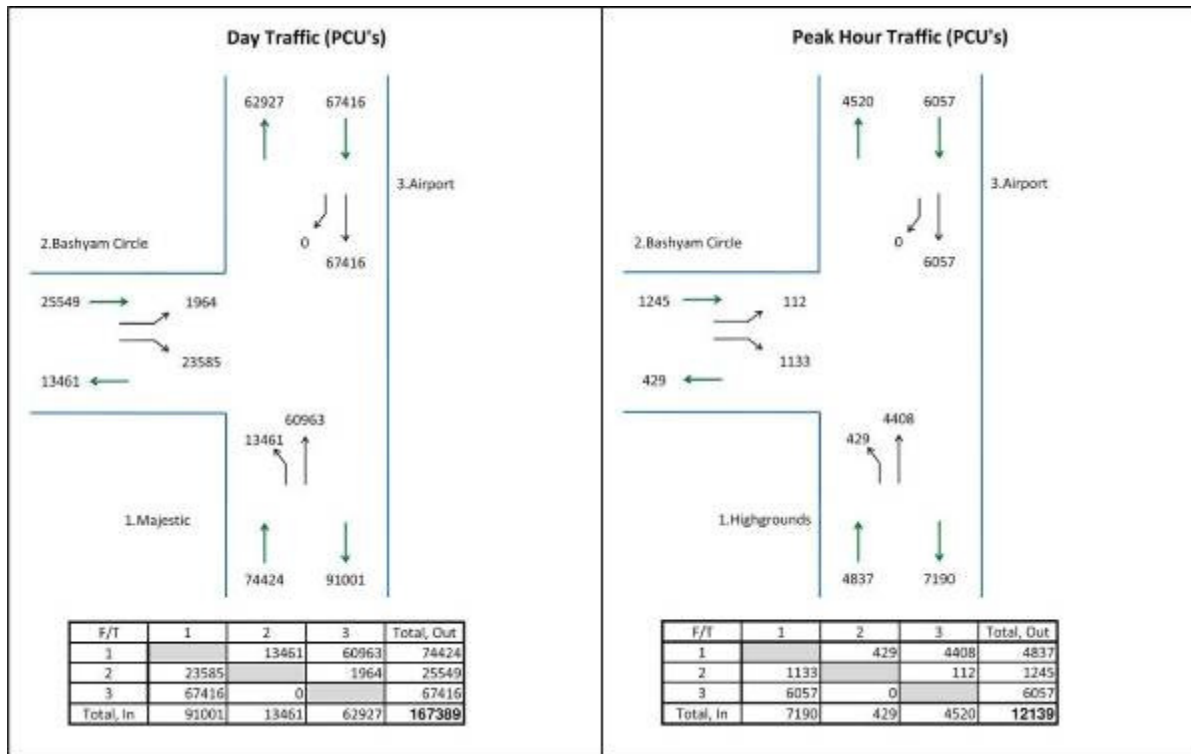 Day Traffic (PCU's)
62927 67416
3.Airport
0
67416
2.Bashyam Circle
25549 1964
23585
13461
60963
13461
1.Majestic
74424 91001
F/T 1 2 3 Total, Out
1 13461 60963 74424
2 23585 1964 25549
3 67416 0 67416
Total, In 91001 13461 62927 167389
Peak Hour Traffic (PCU's)
4520 6057
3.Airport
0
6057
2.Bashyam Circle
1245 112
1133
429
4408
429
1.Highgrounds
4837 7190
F/T 1 2 3 Total, Out
1 429 4408 4837
2 1133 112 1245
3 6057 0 6057
Total, In 7190 429 4520 12139